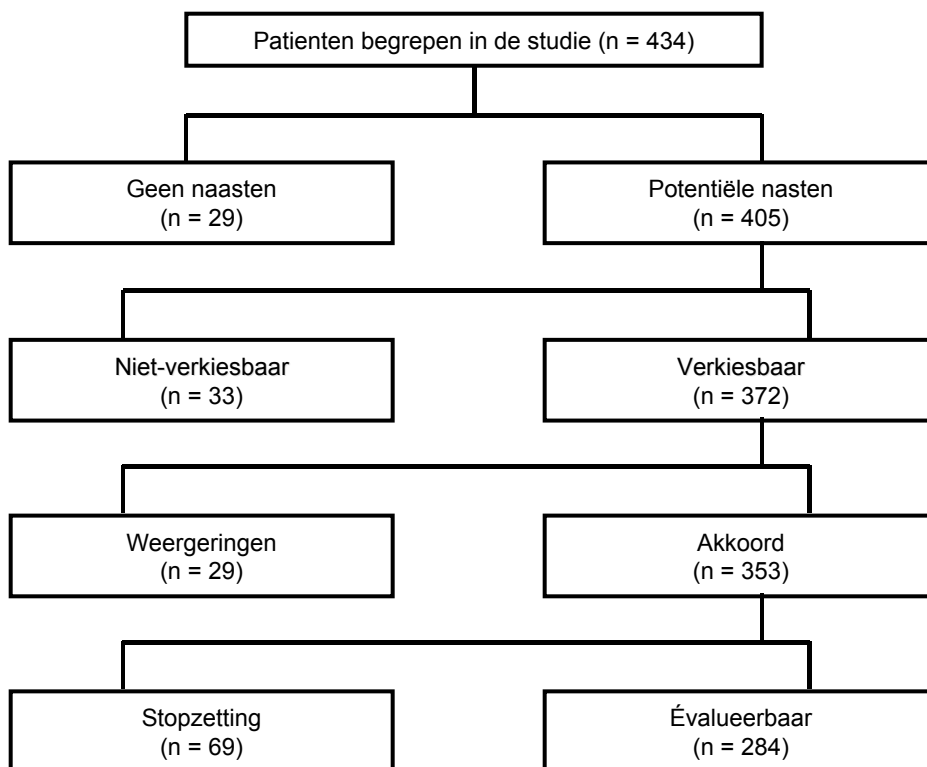 Patienten begrepen in de studie (n = 434)
Geen naasten
(n = 29)
Potentiële nasten
(n = 405)
Niet-verkiesbaar
(n = 33)
Verkiesbaar
(n = 372)
Weergeringen
(n = 29)
Akkoord
(n = 353)
Stopzetting
(n = 69)
Évalueerbaar
(n = 284)